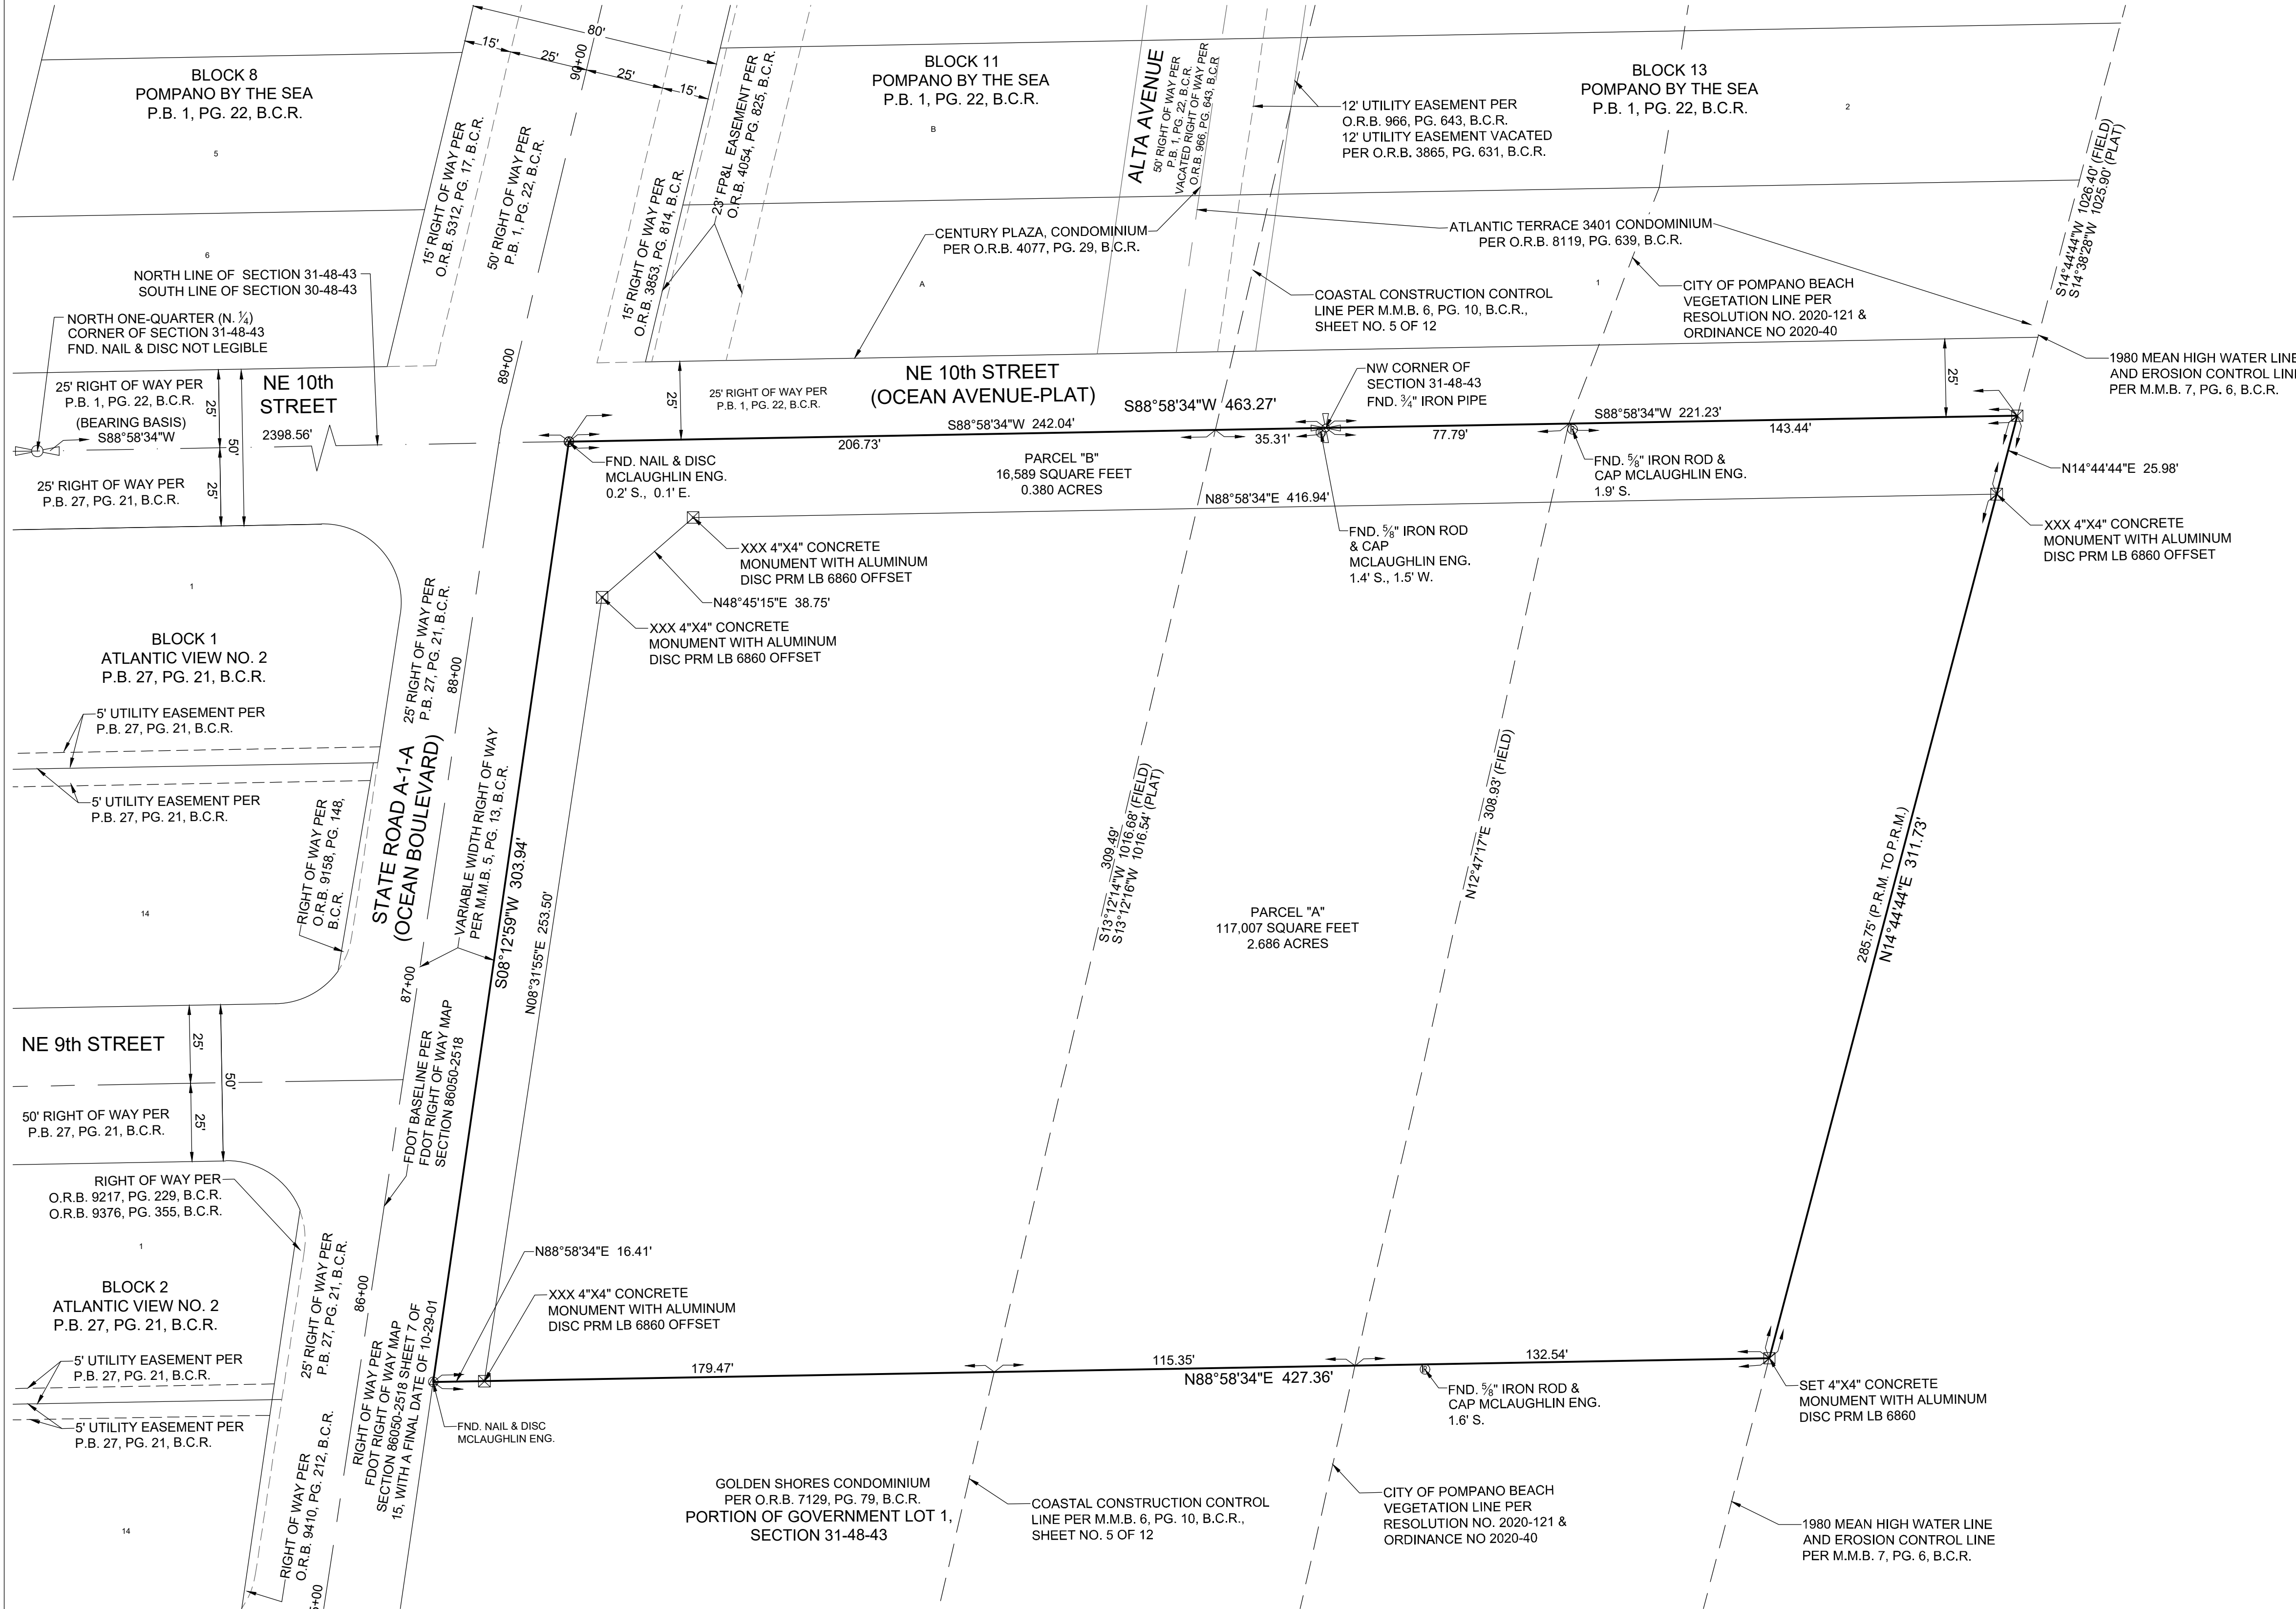 80'
15'
25'
90+00
25'
15'
BLOCK 8
POMPANO BY THE SEA
P.B. 1, PG. 22, B.C.R.
5
6
15' RIGHT OF WAY PER
O.R.B. 5312, PG. 17, B.C.R.
50' RIGHT OF WAY PER
P.B. 1, PG. 22, B.C.R.
15' RIGHT OF WAY PER
O.R.B. 3853, PG. 814, B.C.R.
23' FP&L EASEMENT PER
O.R.B. 4054, PG. 825, B.C.R.
BLOCK 11
POMPANO BY THE SEA
P.B. 1, PG. 22, B.C.R.
B
A
ALTA AVENUE
50' RIGHT OF WAY PER
P.B. 1, PG. 22, B.C.R.
VACATED RIGHT OF WAY PER
O.R.B. 966, PG. 643, B.C.R
12' UTILITY EASEMENT PER
O.R.B. 966, PG. 643, B.C.R.
12' UTILITY EASEMENT VACATED
PER O.R.B. 3865, PG. 631, B.C.R.
BLOCK 13
POMPANO BY THE SEA
P.B. 1, PG. 22, B.C.R.
2
1
S14°44'44"W 1026.40' (FIELD)
S14°38'28"W 1025.90' (PLAT)
CENTURY PLAZA, CONDOMINIUM
PER O.R.B. 4077, PG. 29, B.C.R.
ATLANTIC TERRACE 3401 CONDOMINIUM
PER O.R.B. 8119, PG. 639, B.C.R.
NORTH LINE OF SECTION 31-48-43
SOUTH LINE OF SECTION 30-48-43
NORTH ONE-QUARTER (N. ¼)
CORNER OF SECTION 31-48-43
FND. NAIL & DISC NOT LEGIBLE
COASTAL CONSTRUCTION CONTROL
LINE PER M.M.B. 6, PG. 10, B.C.R.,
SHEET NO. 5 OF 12
CITY OF POMPANO BEACH
VEGETATION LINE PER
RESOLUTION NO. 2020-121 &
ORDINANCE NO 2020-40
1980 MEAN HIGH WATER LINE
AND EROSION CONTROL LINE
PER M.M.B. 7, PG. 6, B.C.R.
25' RIGHT OF WAY PER
P.B. 1, PG. 22, B.C.R.
(BEARING BASIS)
S88°58'34"W
25'
50'
25'
NE 10th
STREET
2398.56'
25' RIGHT OF WAY PER
P.B. 27, PG. 21, B.C.R.
89+00
25'
25' RIGHT OF WAY PER
P.B. 1, PG. 22, B.C.R.
NE 10th STREET
(OCEAN AVENUE-PLAT)
S88°58'34"W 463.27'
NW CORNER OF
SECTION 31-48-43
FND. ¾" IRON PIPE
25'
S88°58'34"W 242.04'
S88°58'34"W 221.23'
206.73'
35.31'
77.79'
143.44'
FND. NAIL & DISC
MCLAUGHLIN ENG.
0.2' S., 0.1' E.
PARCEL "B"
16,589 SQUARE FEET
0.380 ACRES
FND. ⅝" IRON ROD &
CAP MCLAUGHLIN ENG.
1.9' S.
N14°44'44"E 25.98'
N88°58'34"E 416.94'
XXX 4"X4" CONCRETE
MONUMENT WITH ALUMINUM
DISC PRM LB 6860 OFFSET
FND. ⅝" IRON ROD
& CAP
MCLAUGHLIN ENG.
1.4' S., 1.5' W.
XXX 4"X4" CONCRETE
MONUMENT WITH ALUMINUM
DISC PRM LB 6860 OFFSET
N48°45'15"E 38.75'
XXX 4"X4" CONCRETE
MONUMENT WITH ALUMINUM
DISC PRM LB 6860 OFFSET
1
BLOCK 1
ATLANTIC VIEW NO. 2
P.B. 27, PG. 21, B.C.R.
5' UTILITY EASEMENT PER
P.B. 27, PG. 21, B.C.R.
5' UTILITY EASEMENT PER
P.B. 27, PG. 21, B.C.R.
14
25' RIGHT OF WAY PER
P.B. 27, PG. 21, B.C.R.
88+00
STATE ROAD A-1-A
(OCEAN BOULEVARD)
RIGHT OF WAY PER
O.R.B. 9158, PG. 148,
B.C.R.
VARIABLE WIDTH RIGHT OF WAY
PER M.M.B. 5, PG. 13, B.C.R.
S08°12'59"W 303.94'
N08°31'55"E 253.50'
87+00
309.49'
S13°12'14"W 1016.68' (FIELD)
S13°12'16"W 1016.54' (PLAT)
N12°47'17"E 308.93' (FIELD)
PARCEL "A"
117,007 SQUARE FEET
2.686 ACRES
285.75' (P.R.M. TO P.R.M.)
N14°44'44"E 311.73'
NE 9th STREET
25'
50'
25'
50' RIGHT OF WAY PER
P.B. 27, PG. 21, B.C.R.
FDOT BASELINE PER
FDOT RIGHT OF WAY MAP
SECTION 86050-2518
RIGHT OF WAY PER
O.R.B. 9217, PG. 229, B.C.R.
O.R.B. 9376, PG. 355, B.C.R.
1
BLOCK 2
ATLANTIC VIEW NO. 2
P.B. 27, PG. 21, B.C.R.
25' RIGHT OF WAY PER
P.B. 27, PG. 21, B.C.R.
86+00
RIGHT OF WAY PER
FDOT RIGHT OF WAY MAP
SECTION 86050-2518 SHEET 7 OF
15, WITH A FINAL DATE OF 10-29-01
N88°58'34"E 16.41'
XXX 4"X4" CONCRETE
MONUMENT WITH ALUMINUM
DISC PRM LB 6860 OFFSET
5' UTILITY EASEMENT PER
P.B. 27, PG. 21, B.C.R.
5' UTILITY EASEMENT PER
P.B. 27, PG. 21, B.C.R.
14
RIGHT OF WAY PER
O.R.B. 9410, PG. 212, B.C.R.
5+00
179.47'
115.35'
132.54'
N88°58'34"E 427.36'
FND. NAIL & DISC
MCLAUGHLIN ENG.
FND. ⅝" IRON ROD &
CAP MCLAUGHLIN ENG.
1.6' S.
SET 4"X4" CONCRETE
MONUMENT WITH ALUMINUM
DISC PRM LB 6860
GOLDEN SHORES CONDOMINIUM
PER O.R.B. 7129, PG. 79, B.C.R.
PORTION OF GOVERNMENT LOT 1,
SECTION 31-48-43
COASTAL CONSTRUCTION CONTROL
LINE PER M.M.B. 6, PG. 10, B.C.R.,
SHEET NO. 5 OF 12
CITY OF POMPANO BEACH
VEGETATION LINE PER
RESOLUTION NO. 2020-121 &
ORDINANCE NO 2020-40
1980 MEAN HIGH WATER LINE
AND EROSION CONTROL LINE
PER M.M.B. 7, PG. 6, B.C.R.